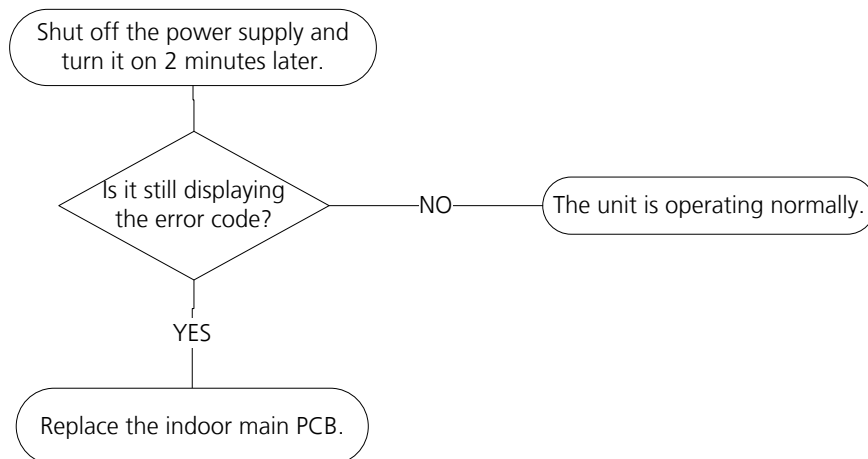 Shut off the power supply and
turn it on 2 minutes later.
Is it still displaying
the error code?
NO
The unit is operating normally.
YES
Replace the indoor main PCB.